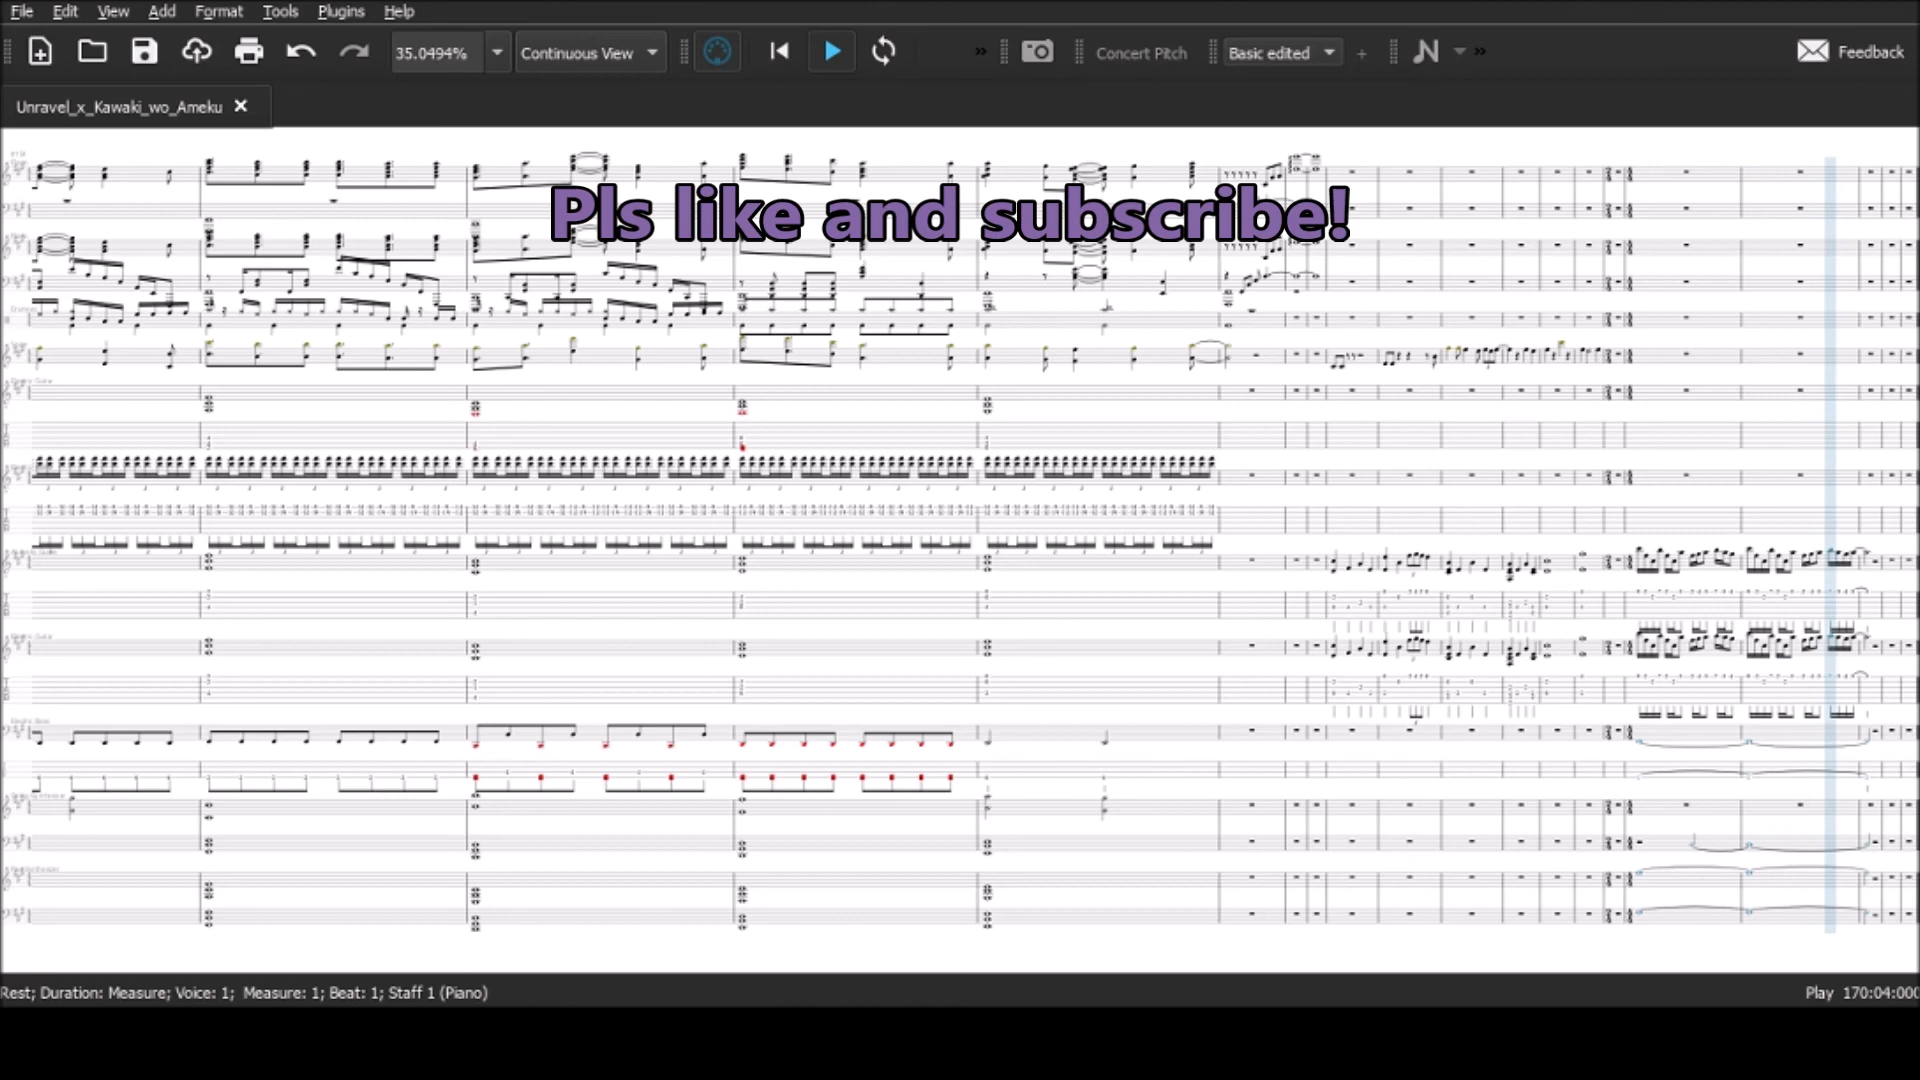 File Edit View Add Format Tools Plugins Help
35.0494% Continuous View » Concert Pitch Basic edited + » Feedback
Unravel_x_Kawaki_wo_Ameku
Pls like and subscribe!
Rest; Duration: Measure; Voice: 1; Measure: 1; Beat: 1; Staff 1 (Piano) Play 170:04:000